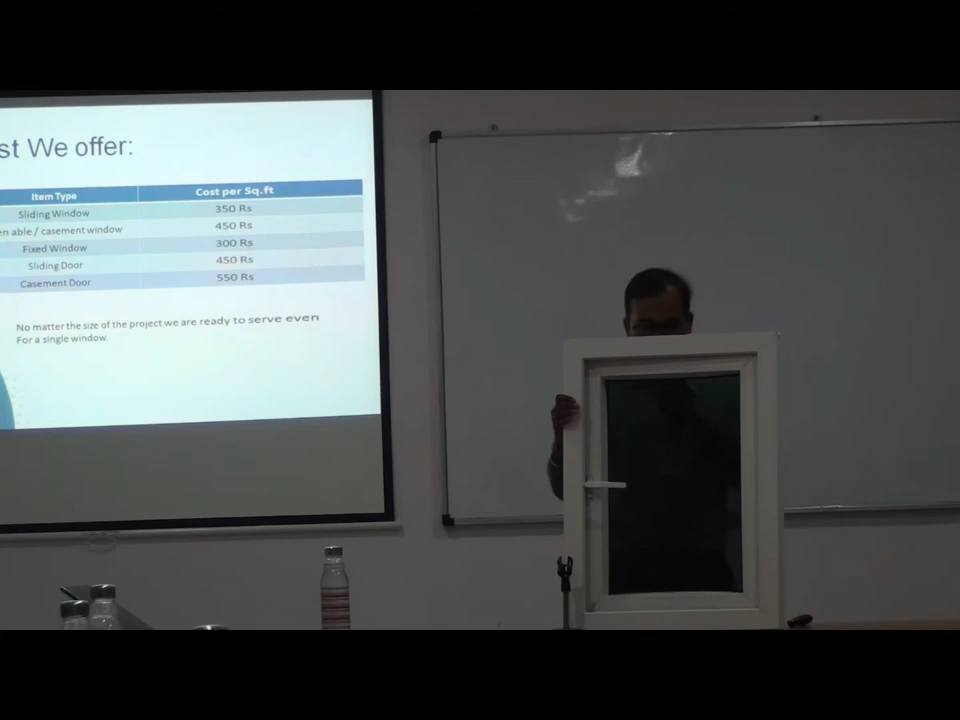 st We offer:
Item Type Cost per Sq.ft
Sliding Window 350 Rs
en able / casement window 450 Rs
Fixed Window 300 Rs
Sliding Door 450 Rs
Casement Door 550 Rs
No matter the size of the project we are ready to serve even
For a single window.